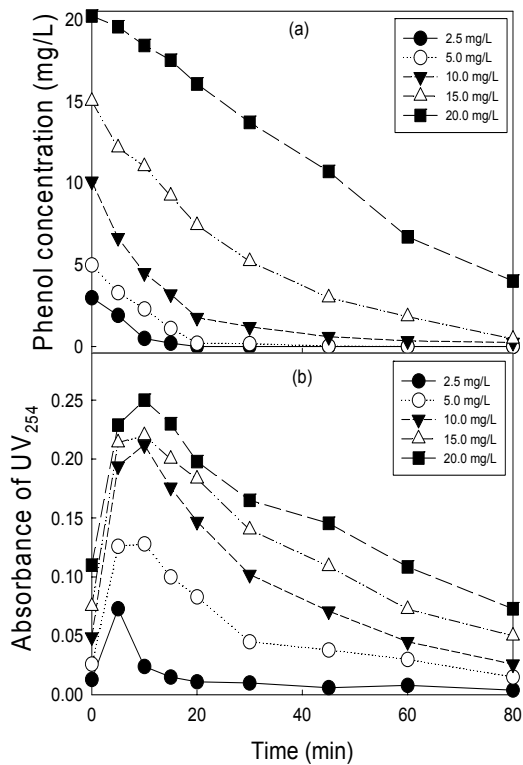 (a)
2.5 mg/L
5.0 mg/L
10.0 mg/L
15.0 mg/L
20.0 mg/L
Phenol concentration (mg/L)
20
15
10
5
0
(b)
2.5 mg/L
5.0 mg/L
10.0 mg/L
15.0 mg/L
20.0 mg/L
Absorbance of UV254
0.25
0.20
0.15
0.10
0.05
0.00
0 20 40 60 80
Time (min)